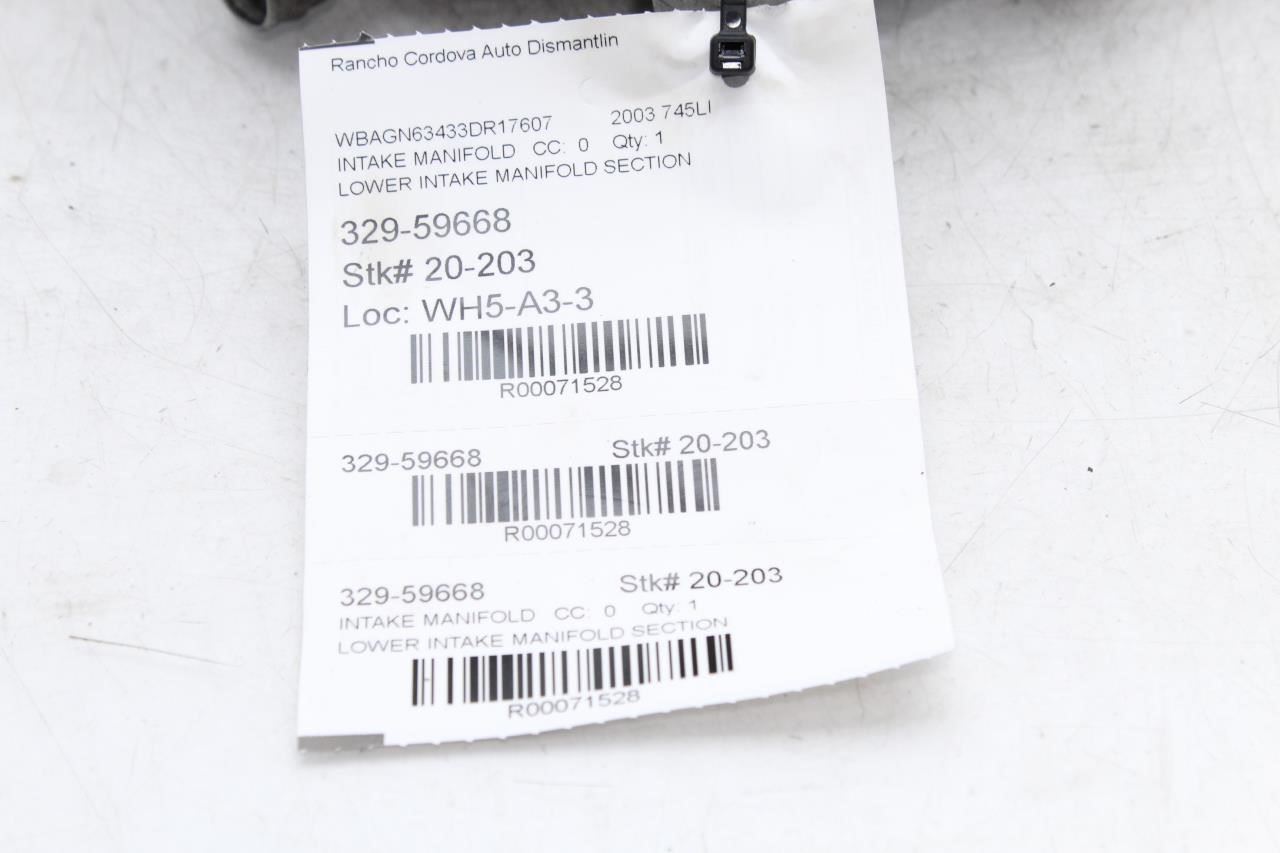 Rancho Cordova Auto Dismantlin
WBAGN63433DR17607 2003 745LI
INTAKE MANIFOLD CC: 0 Qty: 1
LOWER INTAKE MANIFOLD SECTION
329-59668
Stk# 20-203
Loc: WH5-A3-3
R00071528
329-59668 Stk# 20-203
R00071528
329-59668 Stk# 20-203
INTAKE MANIFOLD CC: 0 Qty: 1
LOWER INTAKE MANIFOLD SECTION
R00071528